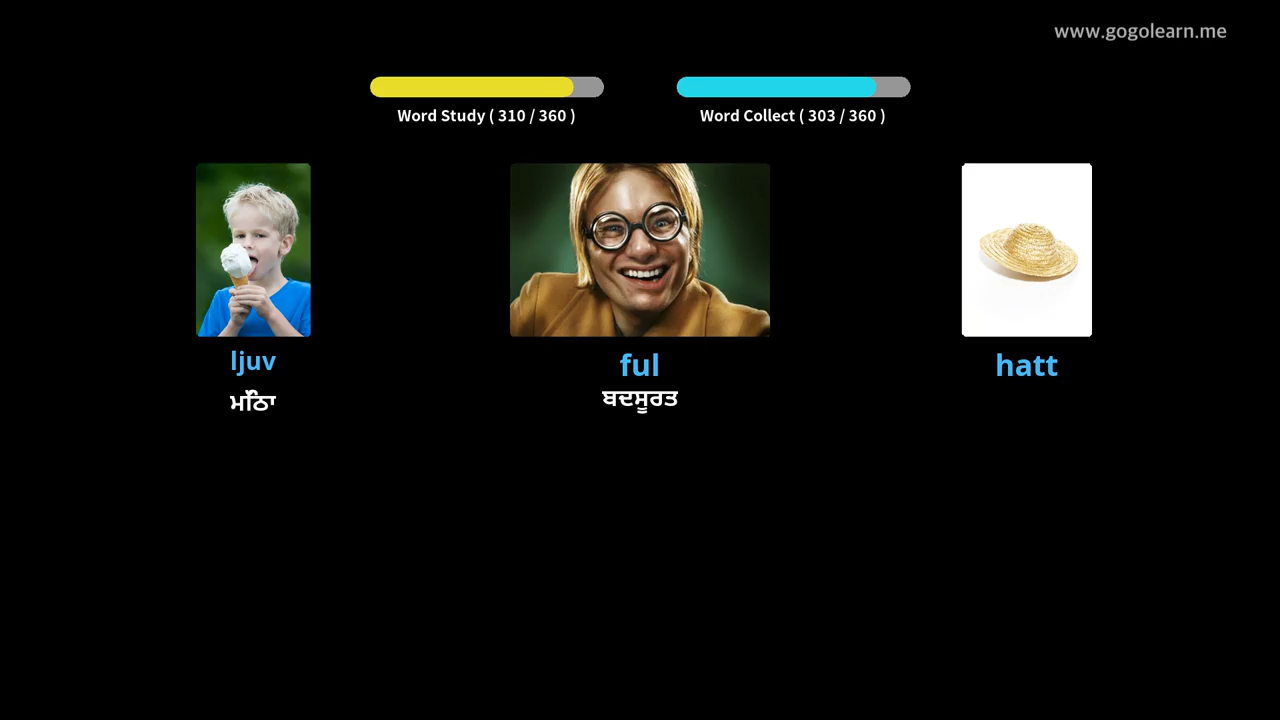 www.gogolearn.me
Word Study ( 310 / 360 )
Word Collect ( 303 / 360 )
ljuv
ful
hatt
ਮਿੱਠਾ
ਬਦਸੂਰਤ